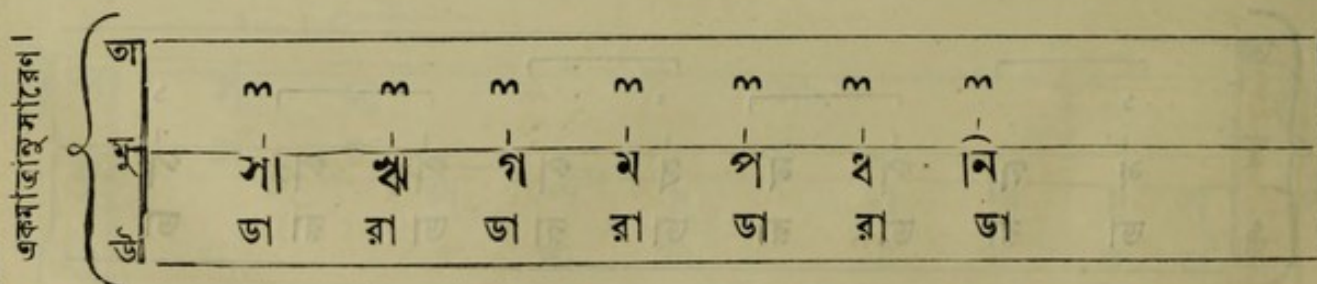 একমাত্রানুসারেণ।
৩ ৩ ৩ ৩ ৩ ৩ ৩
সা ঋ গ ম প ধ নি
ডা রা ডা রা ডা রা ডা